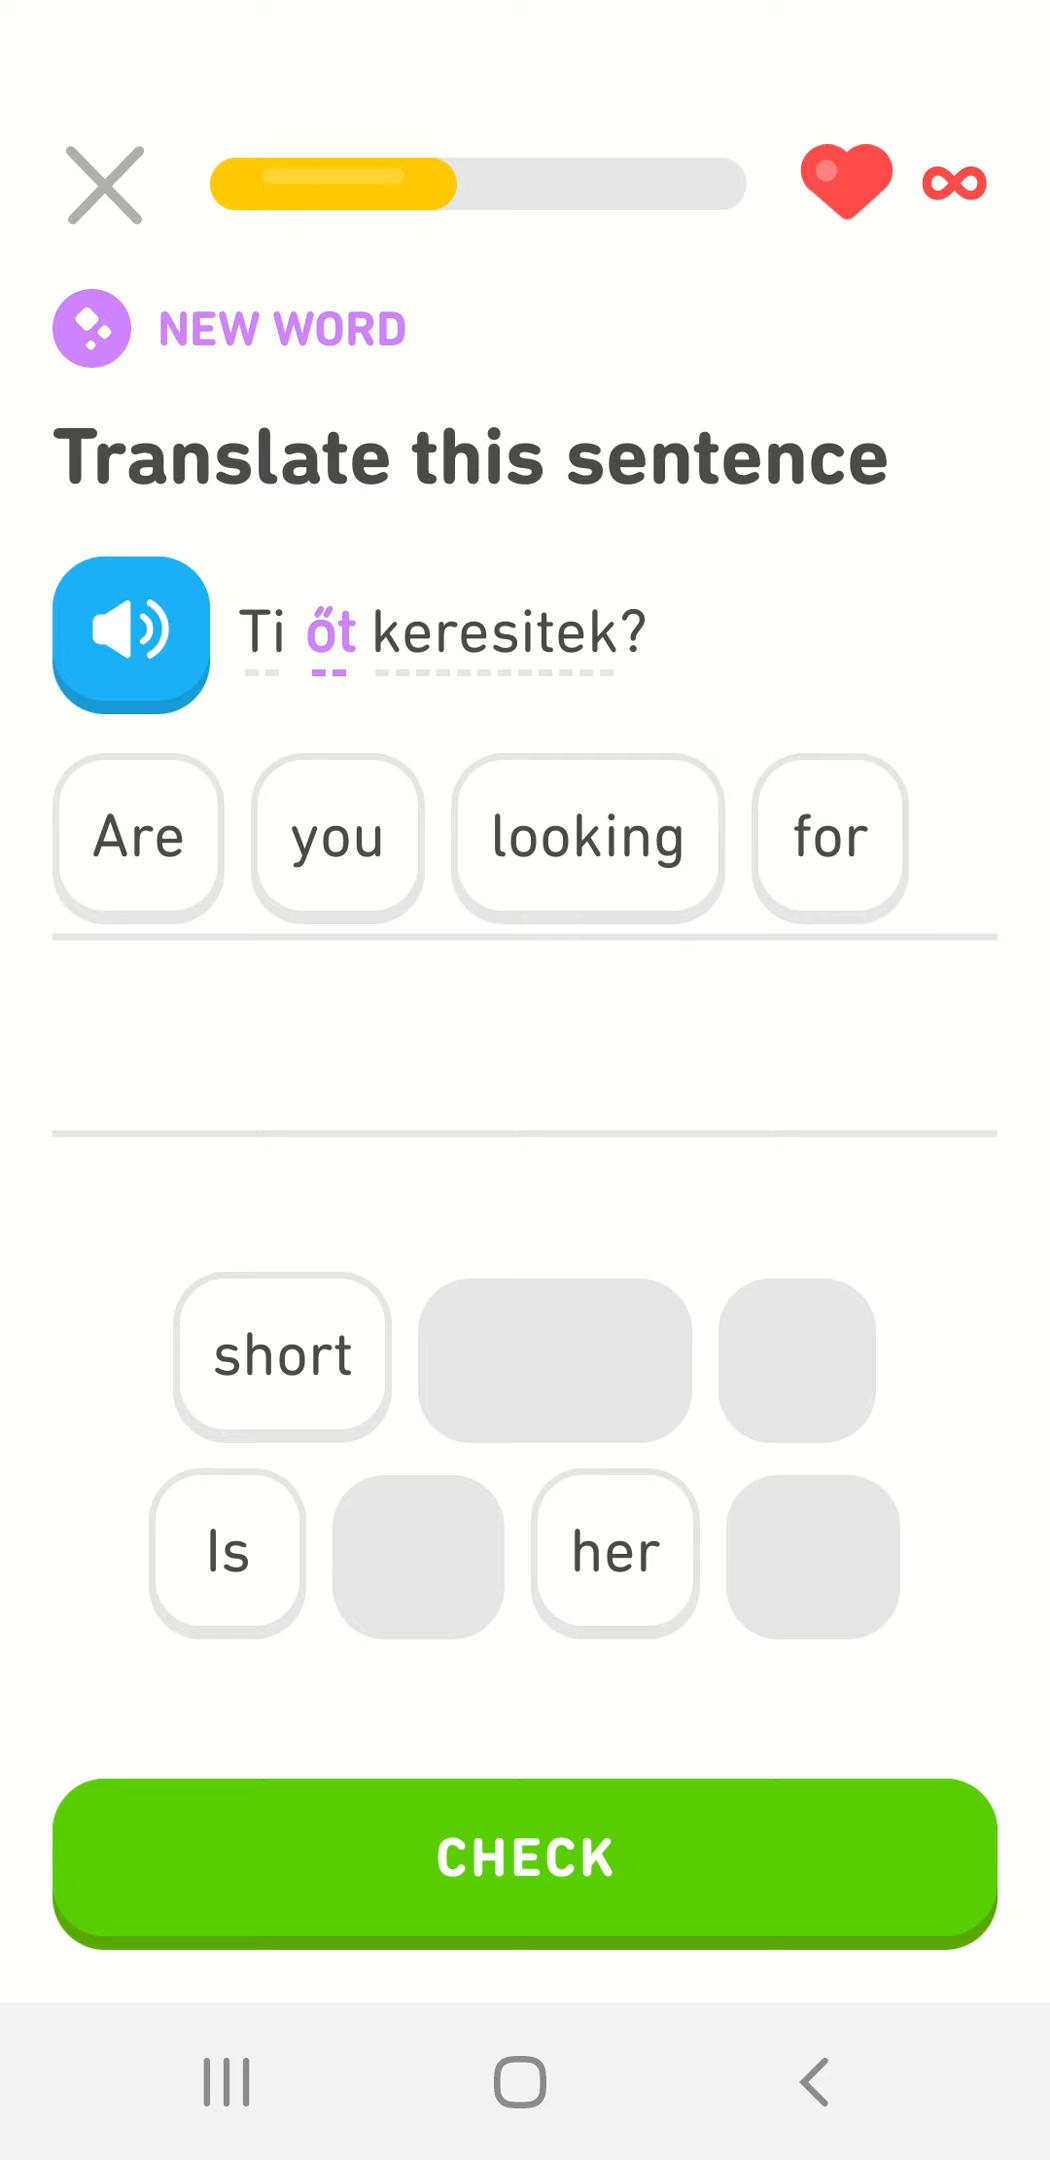 NEW WORD
Translate this sentence
Ti őt keresitek?
Are you looking for
short
Is her
CHECK